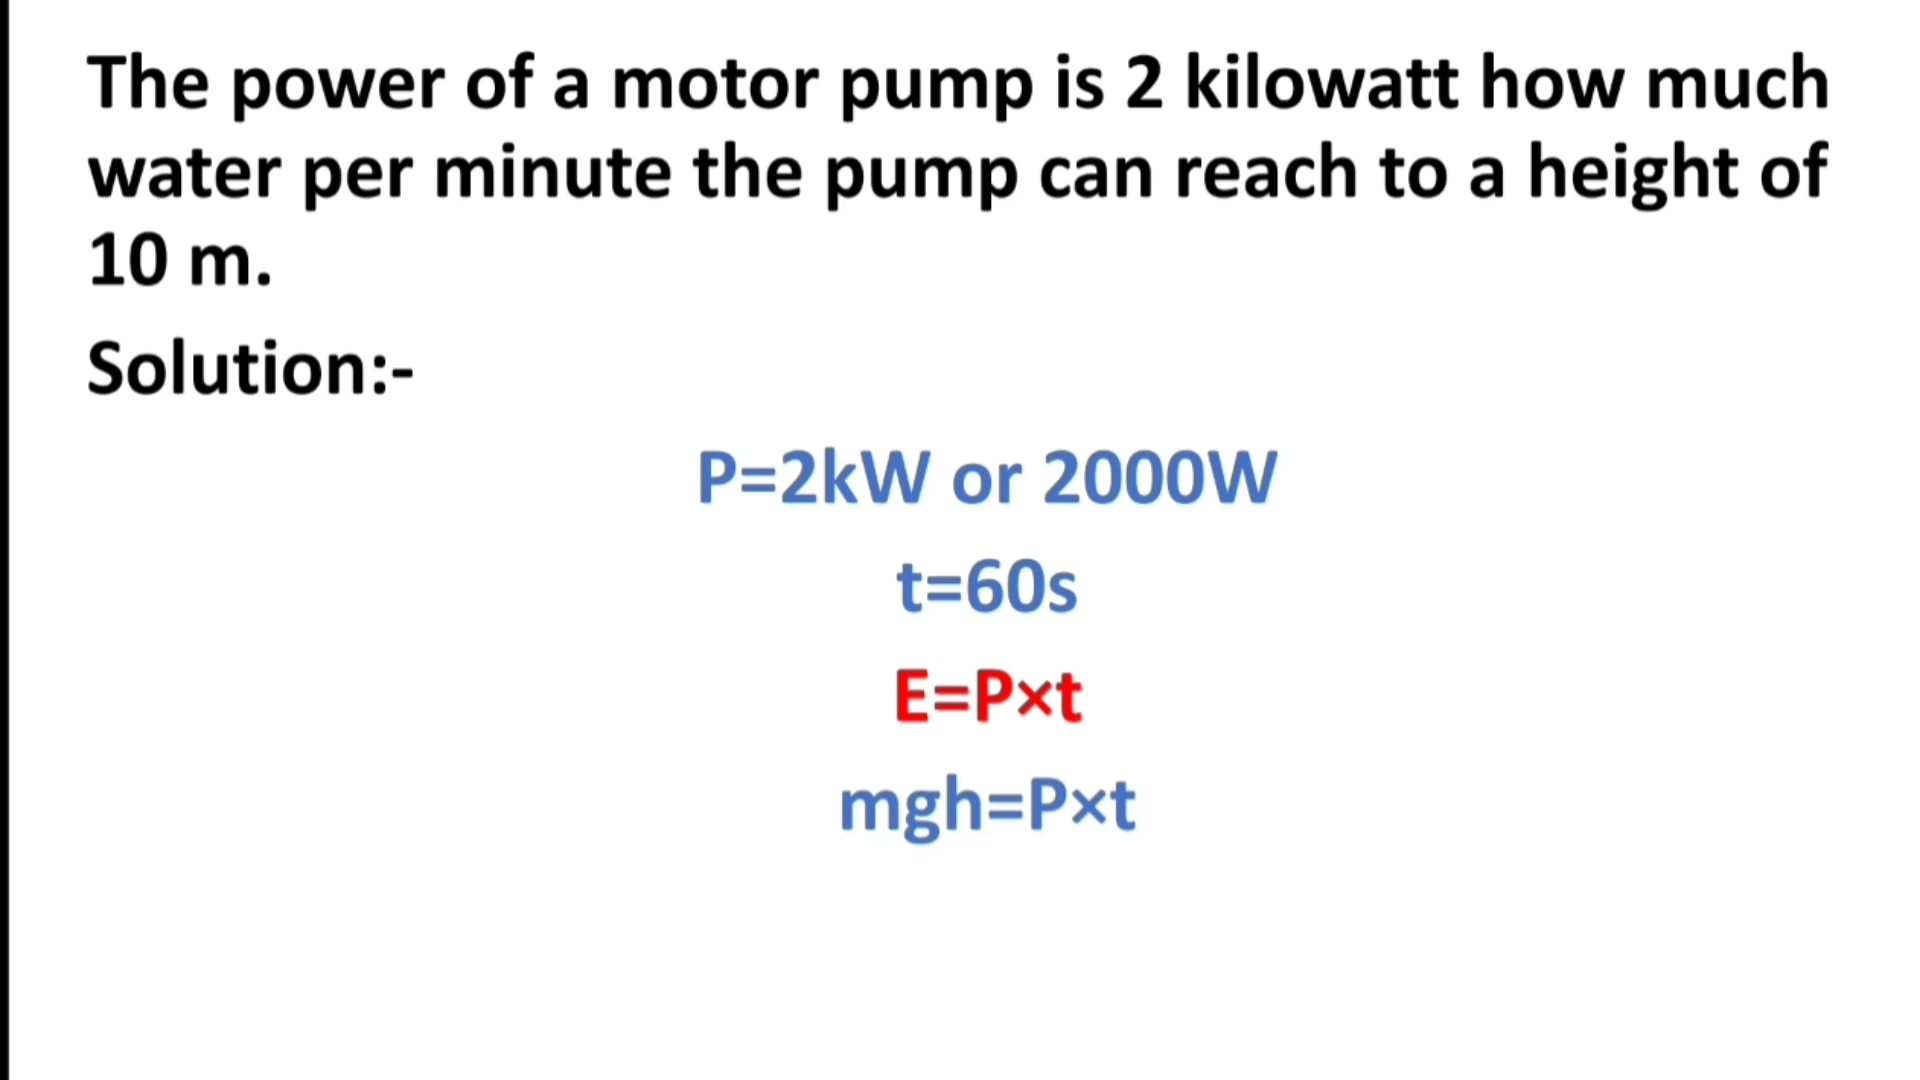 The power of a motor pump is 2 kilowatt how much
water per minute the pump can reach to a height of
10 m.
Solution:-
P=2kW or 2000W
t=60s
E=P×t
mgh=P×t